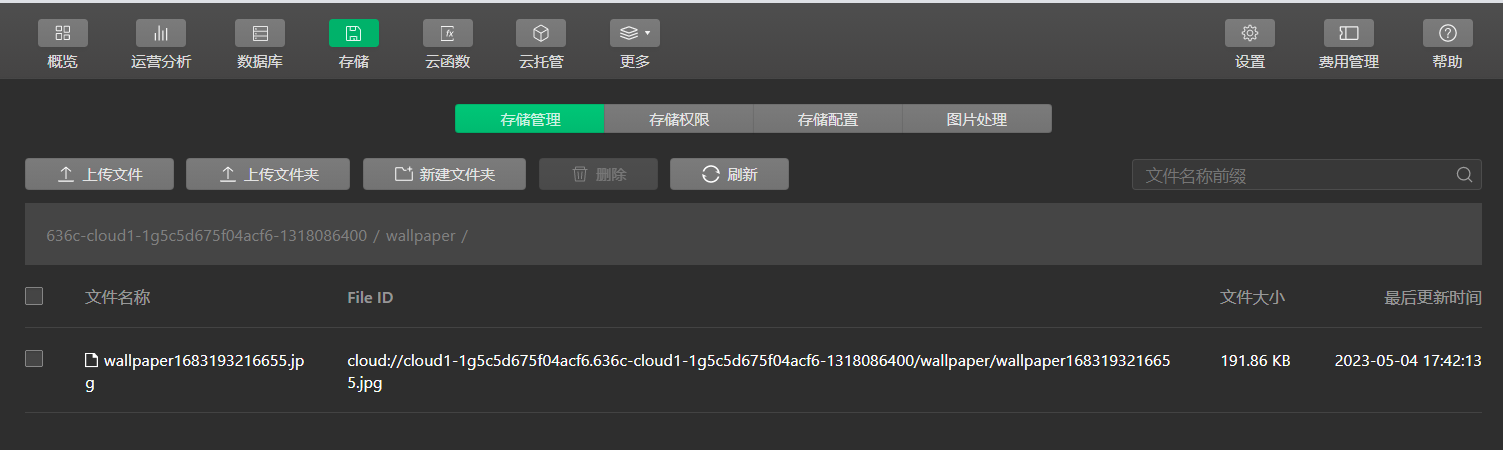 概览 运营分析 数据库 存储 云函数 云托管 更多 设置 费用管理 帮助
存储管理 存储权限 存储配置 图片处理
上传文件 上传文件夹 新建文件夹 删除 刷新 文件名称前缀
636c-cloud1-1g5c5d675f04acf6-1318086400 / wallpaper /
文件名称 File ID 文件大小 最后更新时间
wallpaper1683193216655.jp cloud://cloud1-1g5c5d675f04acf6.636c-cloud1-1g5c5d675f04acf6-1318086400/wallpaper/wallpaper168319321665 191.86 KB 2023-05-04 17:42:13
g 5.jpg